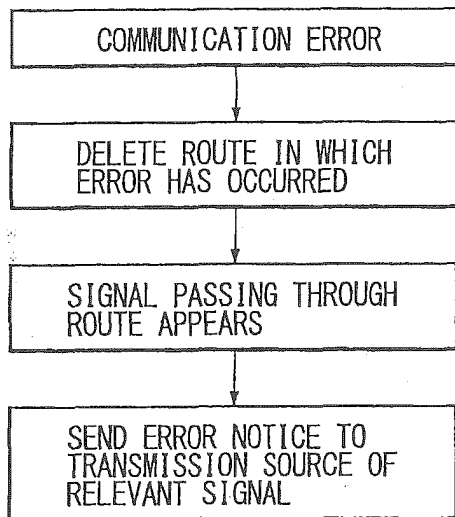 COMMUNICATION ERROR
DELETE ROUTE IN WHICH
ERROR HAS OCCURRED
SIGNAL PASSING THROUGH
ROUTE APPEARS
SEND ERROR NOTICE TO
TRANSMISSION SOURCE OF
RELEVANT SIGNAL